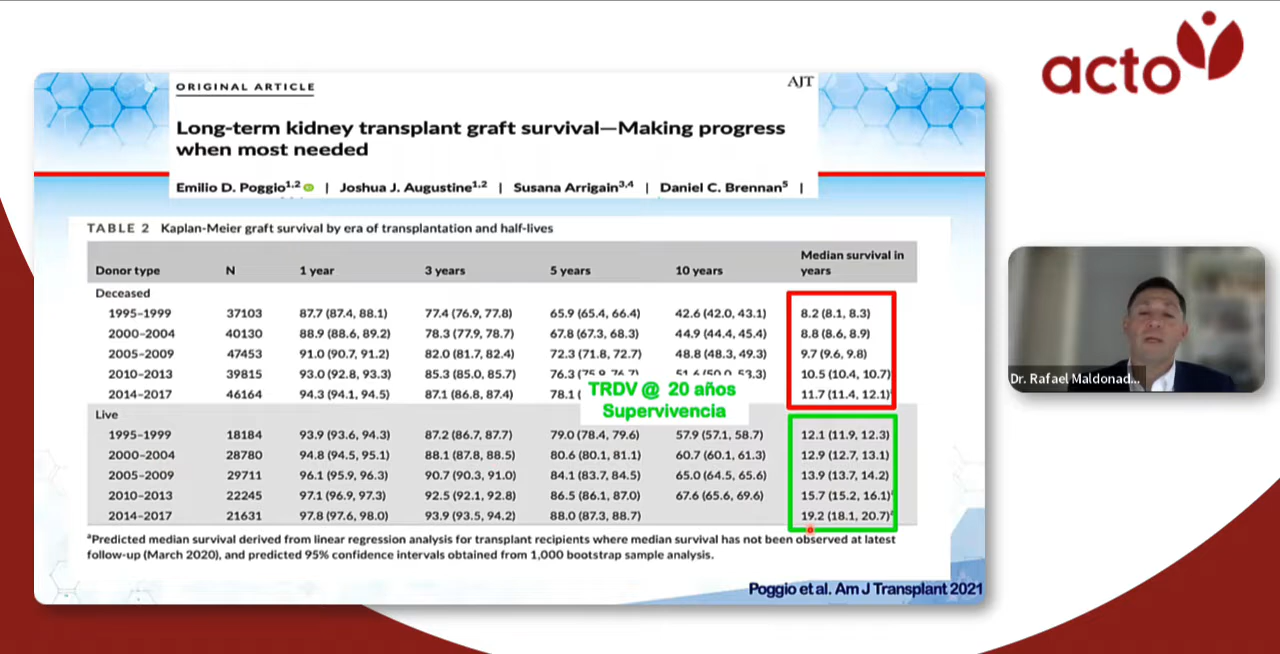 acto
ORIGINAL ARTICLE
AJT
Long-term kidney transplant graft survival—Making progress
when most needed
Emilio D. Poggio1,2 | Joshua J. Augustine1,2 | Susana Arrigain3,4 | Daniel C. Brennan5 |
TABLE 2 Kaplan-Meier graft survival by era of transplantation and half-lives
Donor type N 1 year 3 years 5 years 10 years Median survival in years
Deceased
1995–1999 37103 87.7 (87.4, 88.1) 77.4 (76.9, 77.8) 65.9 (65.4, 66.4) 42.6 (42.0, 43.1) 8.2 (8.1, 8.3)
2000–2004 40130 88.9 (88.6, 89.2) 78.3 (77.9, 78.7) 67.8 (67.3, 68.3) 44.9 (44.4, 45.4) 8.8 (8.6, 8.9)
2005–2009 47453 91.0 (90.7, 91.2) 82.0 (81.7, 82.4) 72.3 (71.8, 72.7) 48.8 (48.3, 49.3) 9.7 (9.6, 9.8)
2010–2013 39815 93.0 (92.8, 93.3) 85.3 (85.0, 85.7) 76.3 53.3) 10.5 (10.4, 10.7)
2014–2017 46164 94.3 (94.1, 94.5) 87.1 (86.8, 87.4) 78.1 ( 11.7 (11.4, 12.1)
TRDV @ 20 años
Supervivencia
Live
1995–1999 18184 93.9 (93.6, 94.3) 87.2 (86.7, 87.7) 79.0 (78.4, 79.6) 57.9 (57.1, 58.7) 12.1 (11.9, 12.3)
2000–2004 28780 94.8 (94.5, 95.1) 88.1 (87.8, 88.5) 80.6 (80.1, 81.1) 60.7 (60.1, 61.3) 12.9 (12.7, 13.1)
2005–2009 29711 96.1 (95.9, 96.3) 90.7 (90.3, 91.0) 84.1 (83.7, 84.5) 65.0 (64.5, 65.6) 13.9 (13.7, 14.2)
2010–2013 22245 97.1 (96.9, 97.3) 92.5 (92.1, 92.8) 86.5 (86.1, 87.0) 67.6 (65.6, 69.6) 15.7 (15.2, 16.1)
2014–2017 21631 97.8 (97.6, 98.0) 93.9 (93.5, 94.2) 88.0 (87.3, 88.7) 19.2 (18.1, 20.7)
aPredicted median survival derived from linear regression analysis for transplant recipients where median survival has not been observed at latest
follow-up (March 2020), and predicted 95% confidence intervals obtained from 1,000 bootstrap sample analysis.
Poggio et al. Am J Transplant 2021
Dr. Rafael Maldonad...